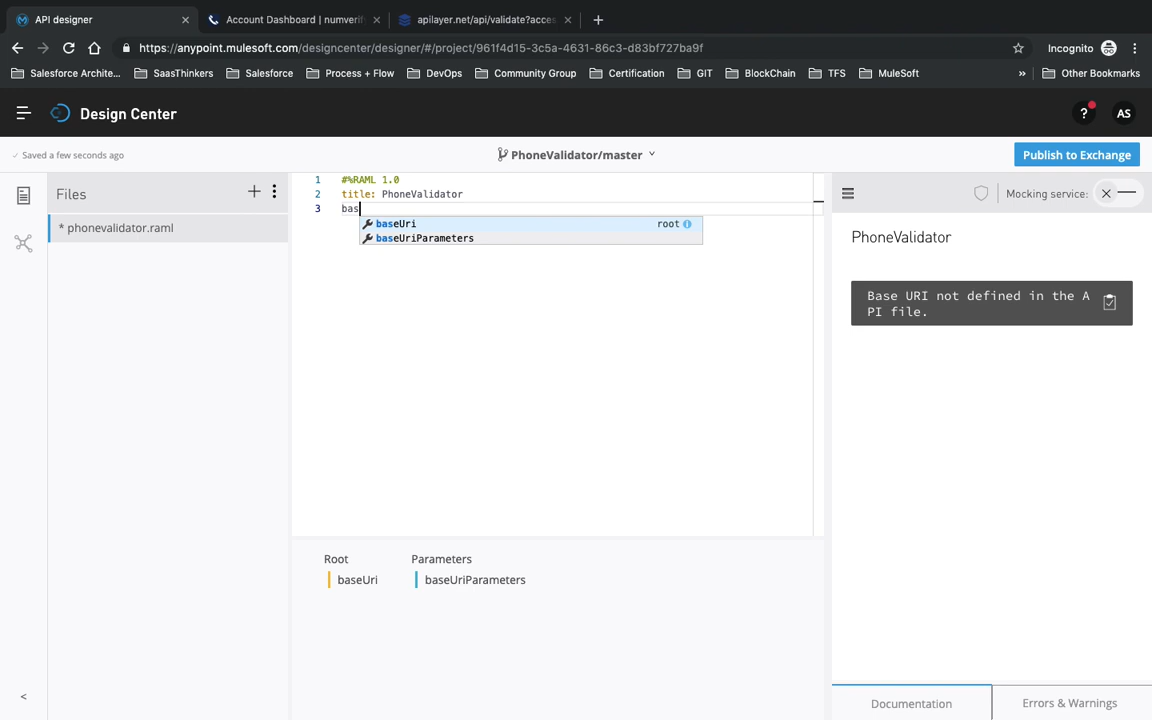 API designer
Account Dashboard | numverify
apilayer.net/api/validate?acces
https://anypoint.mulesoft.com/designcenter/designer/#/project/961f4d15-3c5a-4631-86c3-d83bf727ba9f
Incognito
Salesforce Archite...
SaasThinkers
Salesforce
Process + Flow
DevOps
Community Group
Certification
GIT
BlockChain
TFS
MuleSoft
»
Other Bookmarks
Design Center
?
AS
✓ Saved a few seconds ago
PhoneValidator/master
Publish to Exchange
Files
* phonevalidator.raml
1 #%RAML 1.0
2 title: PhoneValidator
3 bas
baseUri root
baseUriParameters
Root
baseUri
Parameters
baseUriParameters
Mocking service:
PhoneValidator
Base URI not defined in the A
PI file.
<
Documentation
Errors & Warnings